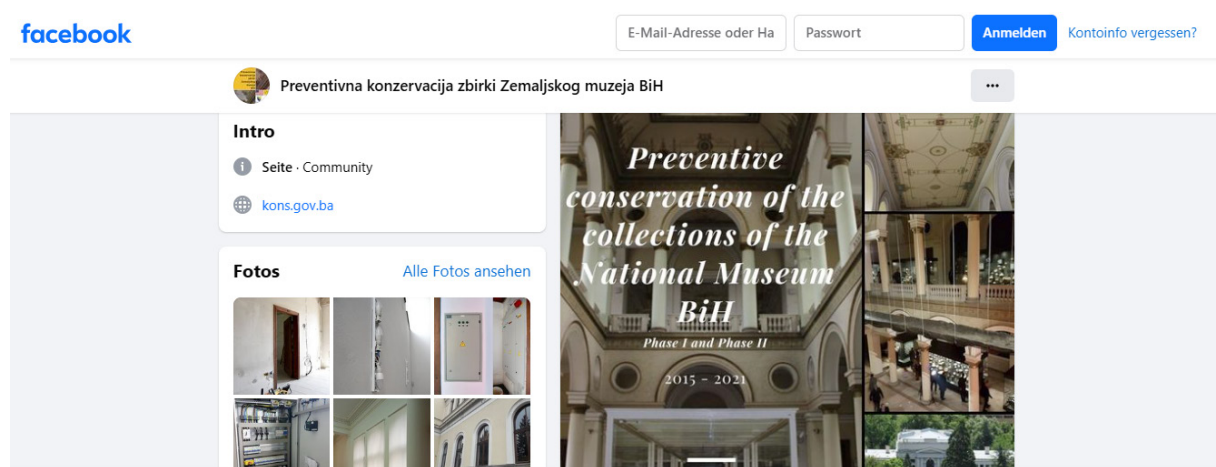 facebook
E-Mail-Adresse oder Ha
Passwort
Anmelden
Kontoinfo vergessen?
Preventivna konzervacija zbirki Zemaljskog muzeja BiH
Intro
Seite · Community
kons.gov.ba
Fotos
Alle Fotos ansehen
Preventive
conservation of the
collections of the
National Museum
BiH
Phase I and Phase II
2015 - 2021